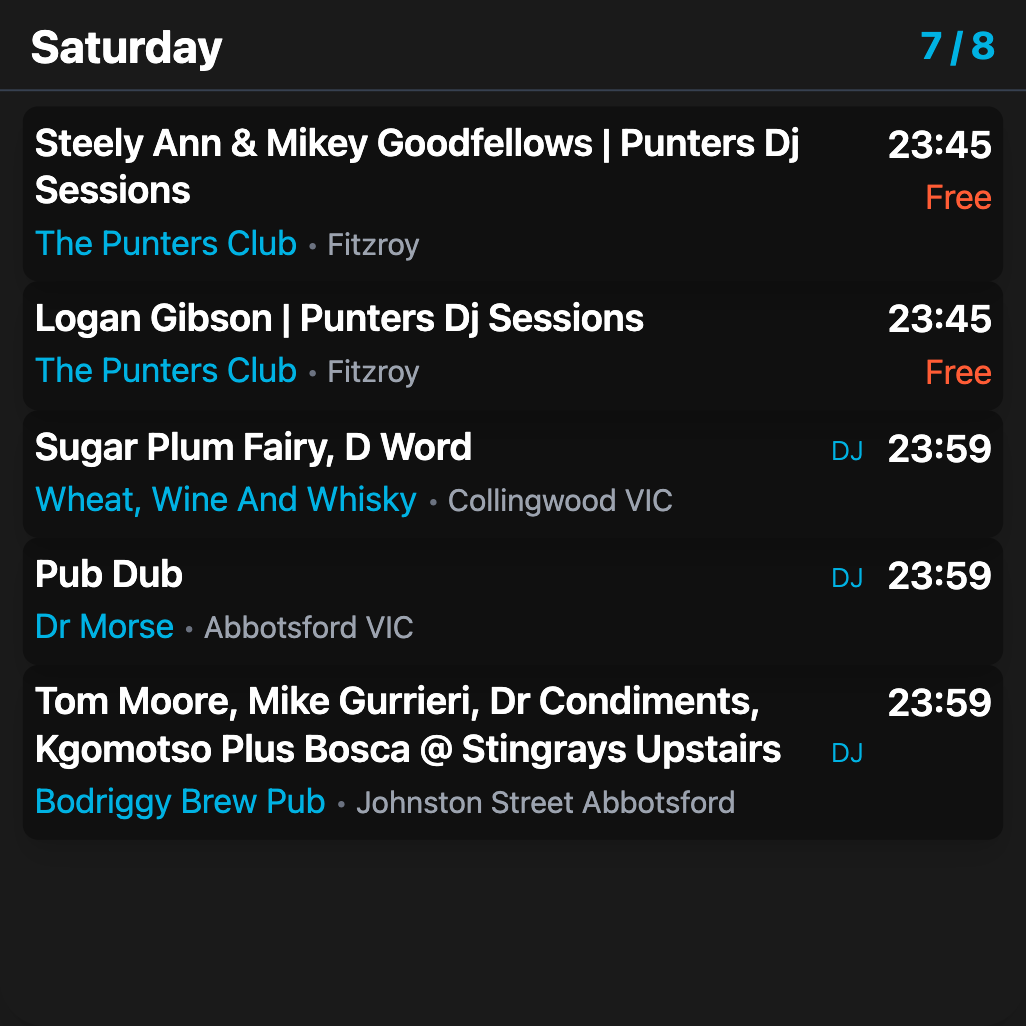 Saturday 7 / 8
Steely Ann & Mikey Goodfellows | Punters Dj 23:45
Sessions Free
The Punters Club • Fitzroy
Logan Gibson | Punters Dj Sessions 23:45
The Punters Club • Fitzroy Free
Sugar Plum Fairy, D Word DJ 23:59
Wheat, Wine And Whisky • Collingwood VIC
Pub Dub DJ 23:59
Dr Morse • Abbotsford VIC
Tom Moore, Mike Gurrieri, Dr Condiments, 23:59
Kgomotso Plus Bosca @ Stingrays Upstairs DJ
Bodriggy Brew Pub • Johnston Street Abbotsford